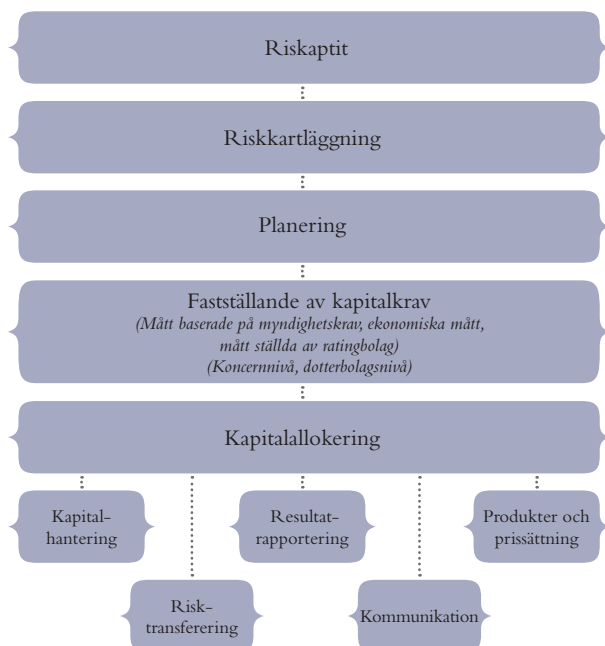 Riskaptit
Riskkartläggning
Planering
Fastställande av kapitalkrav
(Mått baserade på myndighetskrav, ekonomiska mått,
mått ställda av ratingbolag)
(Koncernnivå, dotterbolagsnivå)
Kapitalallokering
Kapital-
hantering
Resultat-
rapportering
Produkter och
prissättning
Risk-
transferering
Kommunikation